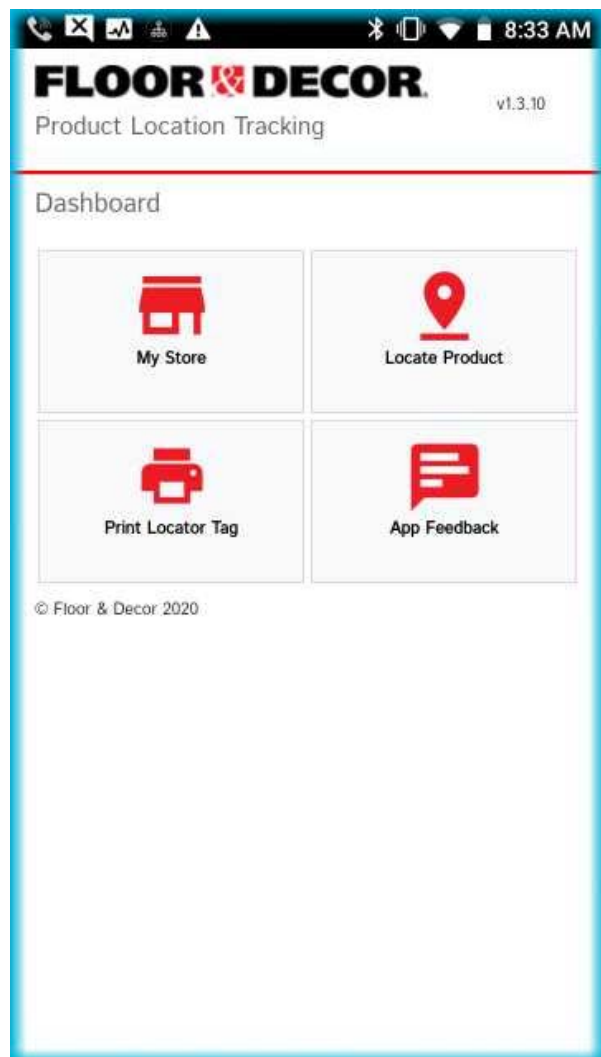 8:33 AM
FLOOR & DECOR.
v1.3.10
Product Location Tracking
Dashboard
My Store
Locate Product
Print Locator Tag
App Feedback
© Floor & Decor 2020